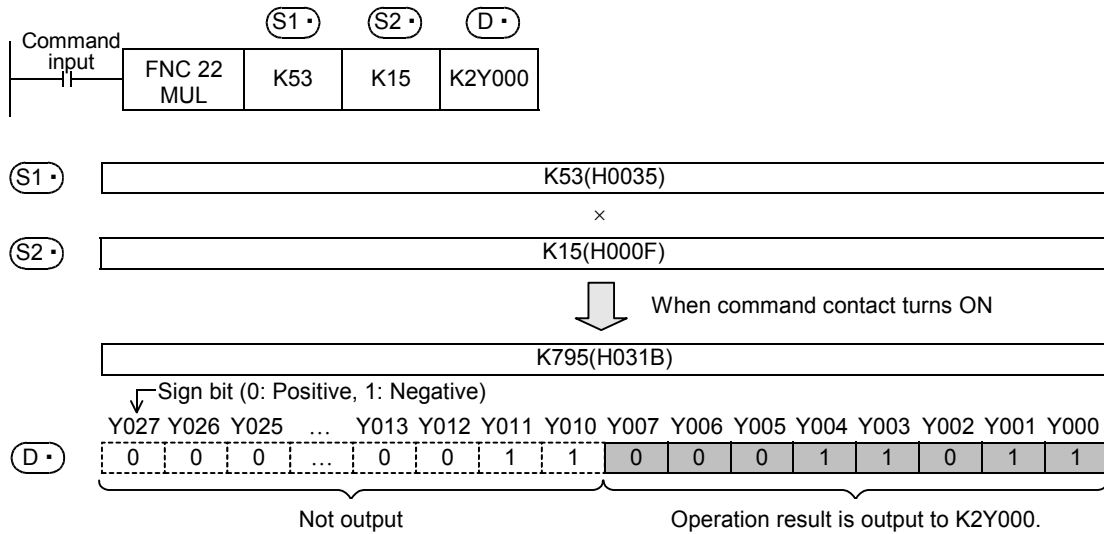 S1・ S2・ D・
Command input
FNC 22 MUL K53 K15 K2Y000
S1・ K53(H0035)
×
S2・ K15(H000F)
When command contact turns ON
K795(H031B)
Sign bit (0: Positive, 1: Negative)
Y027 Y026 Y025 … Y013 Y012 Y011 Y010 Y007 Y006 Y005 Y004 Y003 Y002 Y001 Y000
D・ 0 0 0 … 0 0 1 1 0 0 0 1 1 0 1 1
Not output Operation result is output to K2Y000.